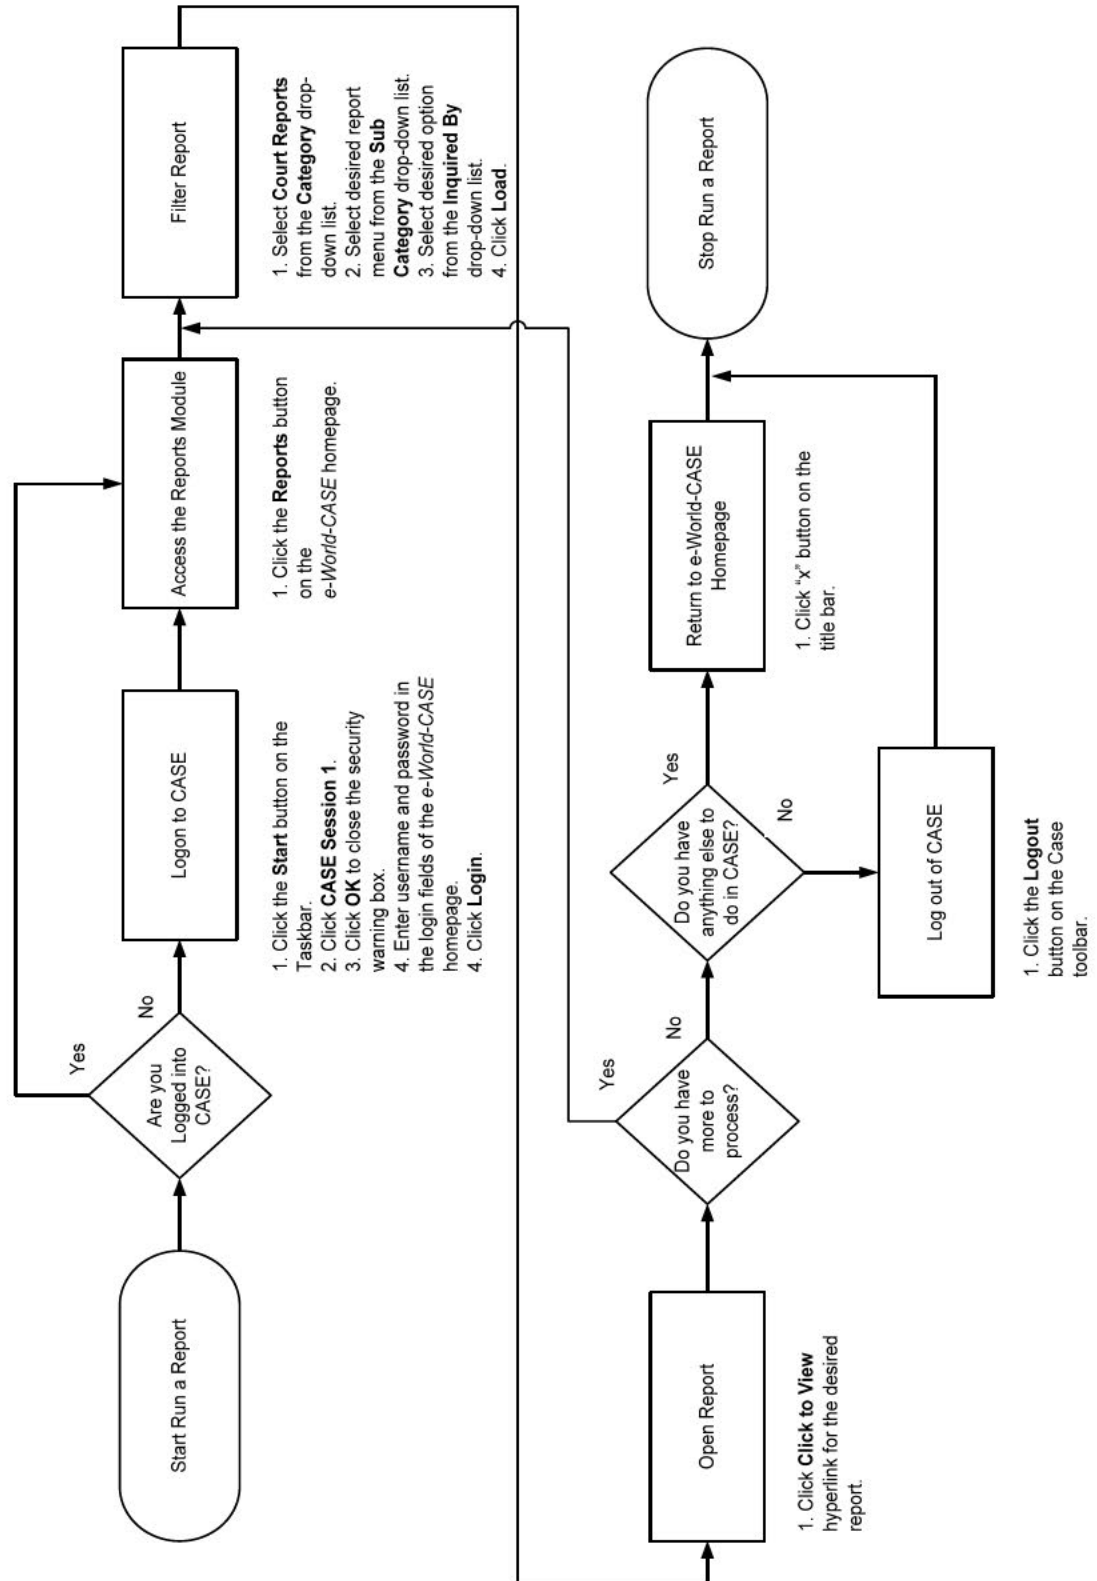 Start Run a Report
Are you
Logged into
CASE?
Yes
No
Logon to CASE
1. Click the Start button on the
Taskbar.
2. Click CASE Session 1.
3. Click OK to close the security
warning box.
4. Enter username and password in
the login fields of the e-World-CASE
homepage.
4. Click Login.
Access the Reports Module
1. Click the Reports button
on the
e-World-CASE homepage.
Filter Report
1. Select Court Reports
from the Category drop-
down list.
2. Select desired report
menu from the Sub
Category drop-down list.
3. Select desired option
from the Inquired By
drop-down list.
4. Click Load.
Open Report
1. Click Click to View
hyperlink for the desired
report.
Do you have
more to
process?
Yes
No
Do you have
anything else to
do in CASE?
Yes
No
Return to e-World-CASE
Homepage
1. Click “x” button on the
title bar.
Log out of CASE
1. Click the Logout
button on the Case
toolbar.
Stop Run a Report